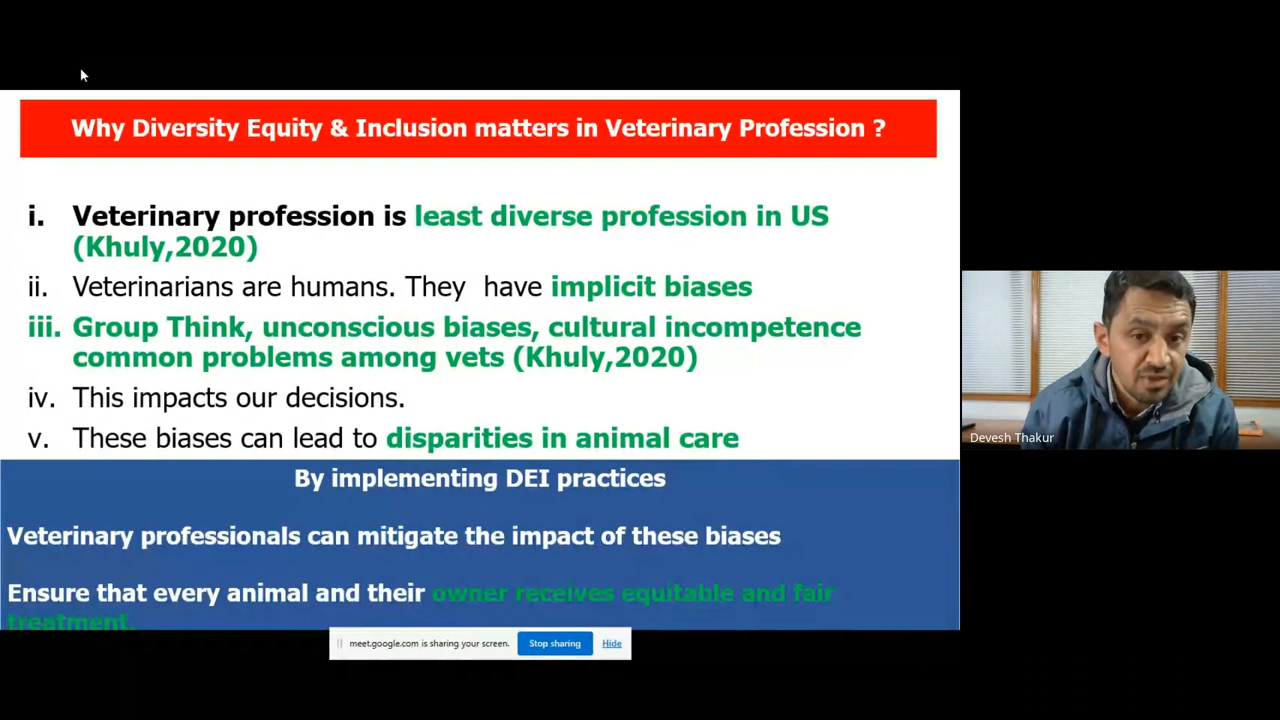 Why Diversity Equity & Inclusion matters in Veterinary Profession ?
i. Veterinary profession is least diverse profession in US
(Khuly,2020)
ii. Veterinarians are humans. They have implicit biases
iii. Group Think, unconscious biases, cultural incompetence
common problems among vets (Khuly,2020)
iv. This impacts our decisions.
v. These biases can lead to disparities in animal care
By implementing DEI practices
Veterinary professionals can mitigate the impact of these biases
Ensure that every animal and their owner receives equitable and fair
treatment.
meet.google.com is sharing your screen. Stop sharing Hide
Devesh Thakur